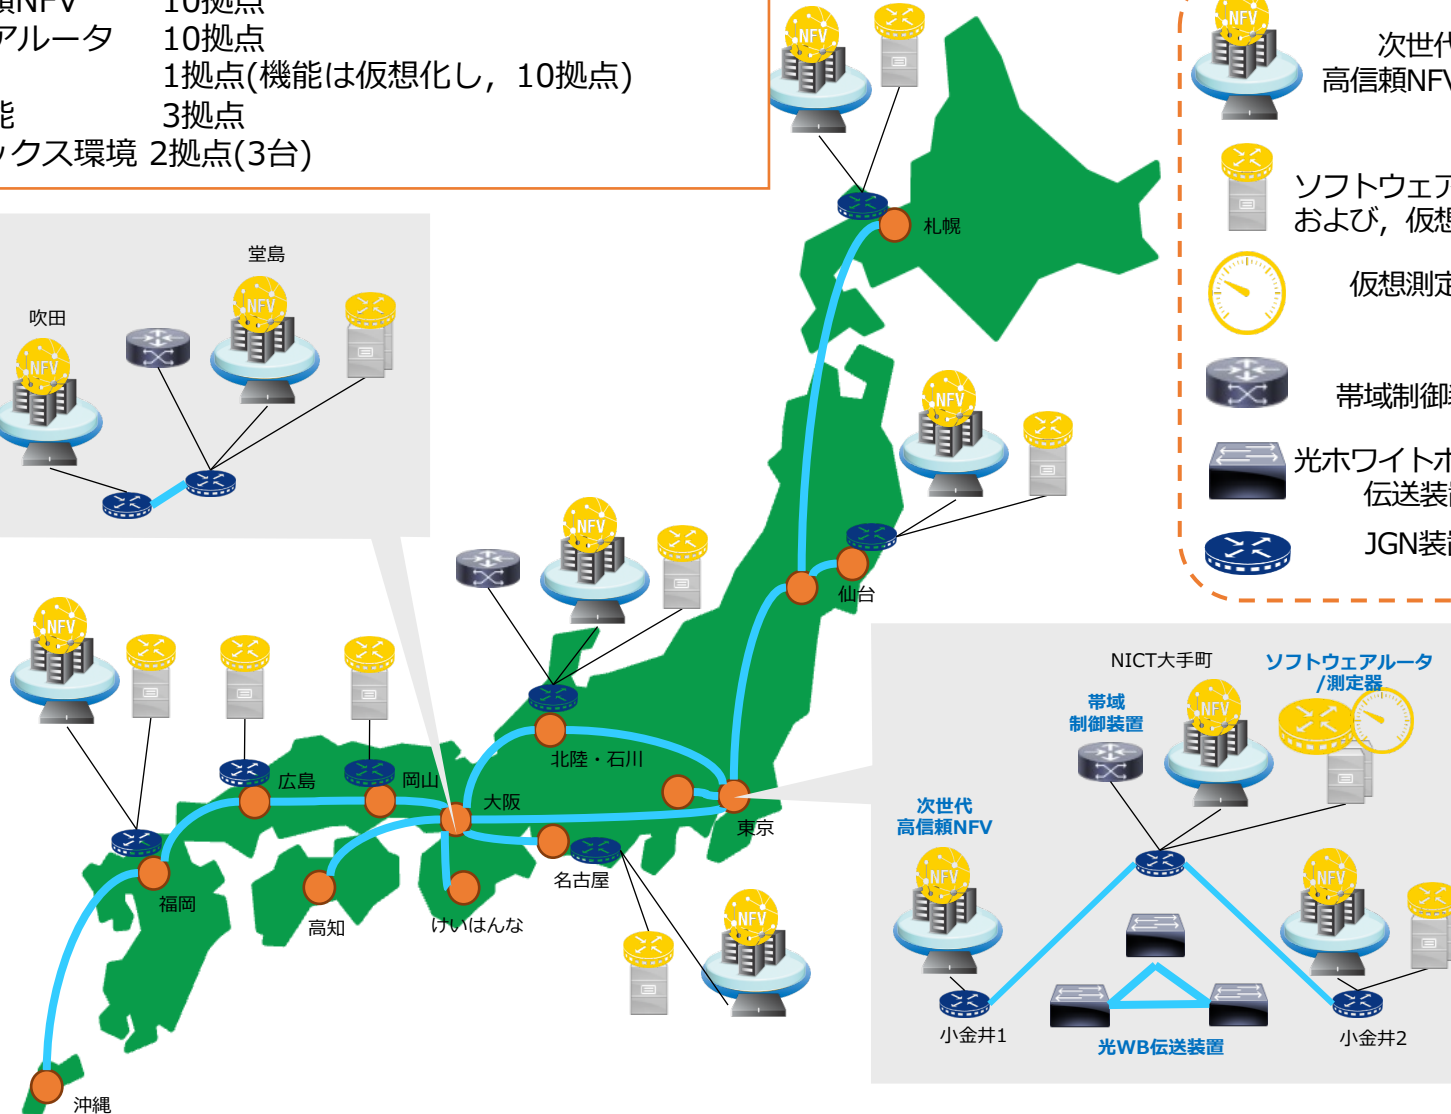 頼NFV 10拠点
アルータ 10拠点
1拠点(機能は仮想化し，10拠点)
能 3拠点
ックス環境 2拠点(3台)
NFV
次世代
高信頼NFV
ソフトウェア
および，仮想
仮想測定
帯域制御
光ホワイトボ
伝送装置
JGN装置
NFV
札幌
堂島
NFV
吹田
NFV
NFV
仙台
NFV
NFV
北陸・石川
広島
岡山
大阪
東京
名古屋
福岡
高知
けいはんな
NFV
沖縄
NICT大手町
ソフトウェアルータ
/測定器
帯域
制御装置
NFV
次世代
高信頼NFV
NFV
NFV
小金井1
光WB伝送装置
小金井2